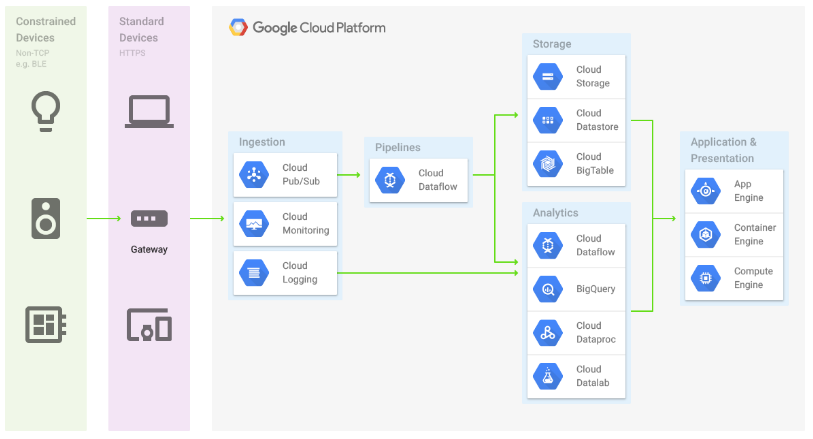 Constrained
Devices
Non-TCP
e.g. BLE
Standard
Devices
HTTPS
Gateway
Google Cloud Platform
Ingestion
Cloud
Pub/Sub
Cloud
Monitoring
Cloud
Logging
Pipelines
Cloud
Dataflow
Storage
Cloud
Storage
Cloud
Datastore
Cloud
BigTable
Analytics
Cloud
Dataflow
BigQuery
Cloud
Dataproc
Cloud
Datalab
Application &
Presentation
App
Engine
Container
Engine
Compute
Engine